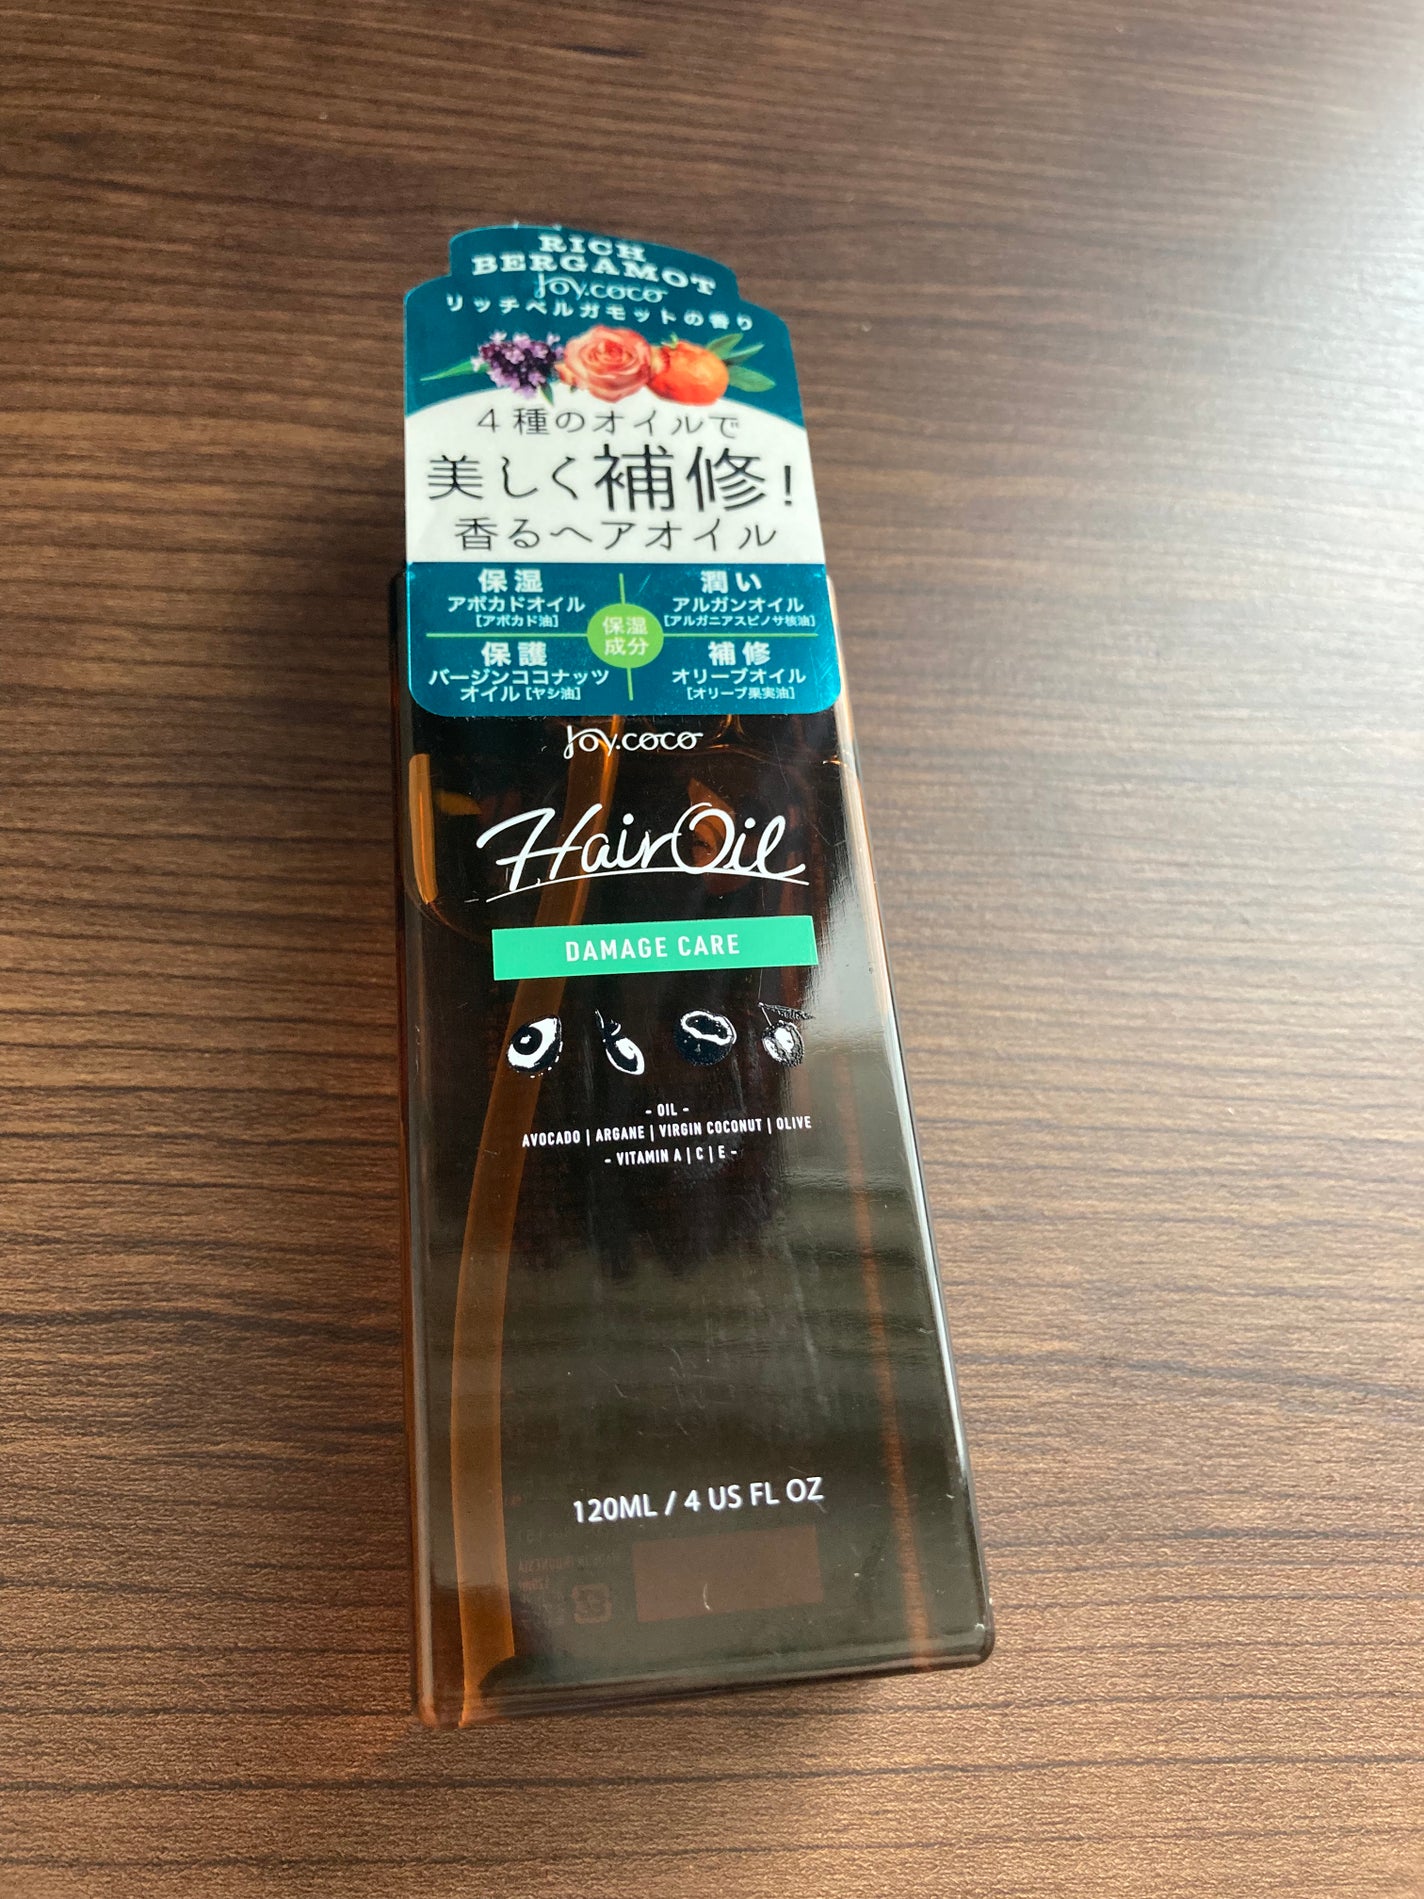 RICH
BERGAMOT
Joy.coco
リッチベルガモットの香り
4種のオイルで
美しく補修!
香るヘアオイル
保湿
アボカドオイル
[アボカド油]
潤い
アルガンオイル
[アルガニアスピノサ核油]
保湿
成分
保護
バージンココナッツ
オイル[ヤシ油]
補修
オリーブオイル
[オリーブ果実油]
Joy.coco
Hair Oil
DAMAGE CARE
- OIL -
AVOCADO | ARGANE | VIRGIN COCONUT | OLIVE
- VITAMIN A | C | E -
120ML / 4 US FL OZ